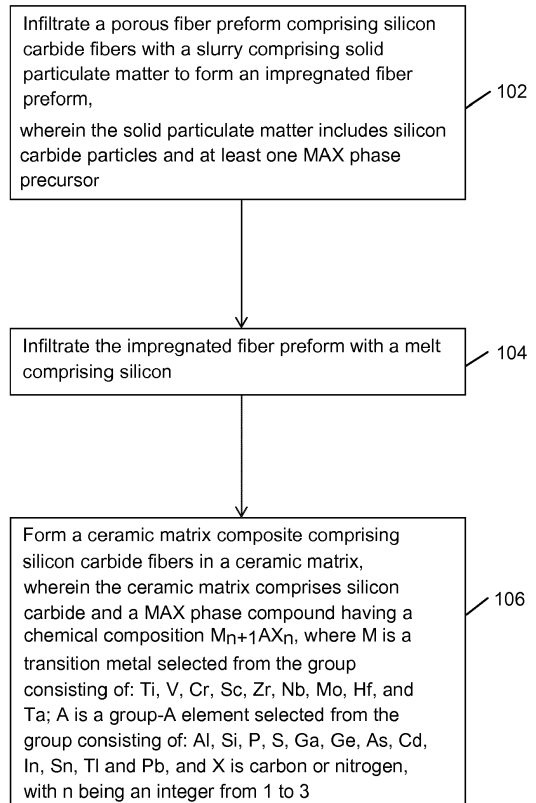 Infiltrate a porous fiber preform comprising silicon
carbide fibers with a slurry comprising solid
particulate matter to form an impregnated fiber
preform,
wherein the solid particulate matter includes silicon
carbide particles and at least one MAX phase
precursor
102
Infiltrate the impregnated fiber preform with a melt
comprising silicon
104
Form a ceramic matrix composite comprising
silicon carbide fibers in a ceramic matrix,
wherein the ceramic matrix comprises silicon
carbide and a MAX phase compound having a
chemical composition Mn+1AXn, where M is a
transition metal selected from the group
consisting of: Ti, V, Cr, Sc, Zr, Nb, Mo, Hf, and
Ta; A is a group-A element selected from the
group consisting of: Al, Si, P, S, Ga, Ge, As, Cd,
In, Sn, Tl and Pb, and X is carbon or nitrogen,
with n being an integer from 1 to 3
106